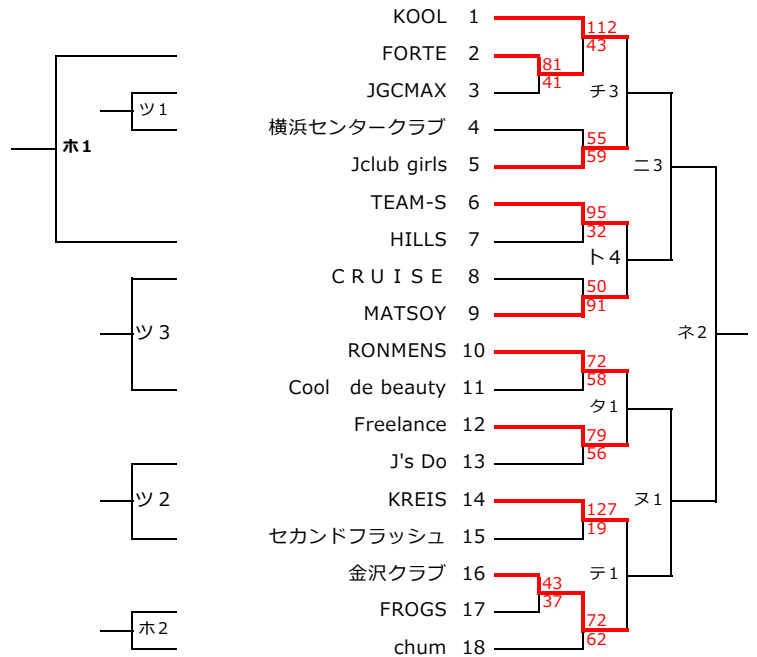 KOOL 1
112
43
FORTE 2
81
41
JGCMAX 3
チ3
ツ1
横浜センタークラブ 4
55
59
ホ1
Jclub girls 5
ニ3
TEAM-S 6
95
32
HILLS 7
ト4
ＣＲＵＩＳＥ 8
50
91
MATSOY 9
ツ3
ネ2
RONMENS 10
72
58
Cool　de beauty 11
タ1
Freelance 12
79
56
J's Do 13
ツ2
KREIS 14
ヌ1
127
19
セカンドフラッシュ 15
金沢クラブ 16
テ1
43
37
FROGS 17
ホ2
72
62
chum 18